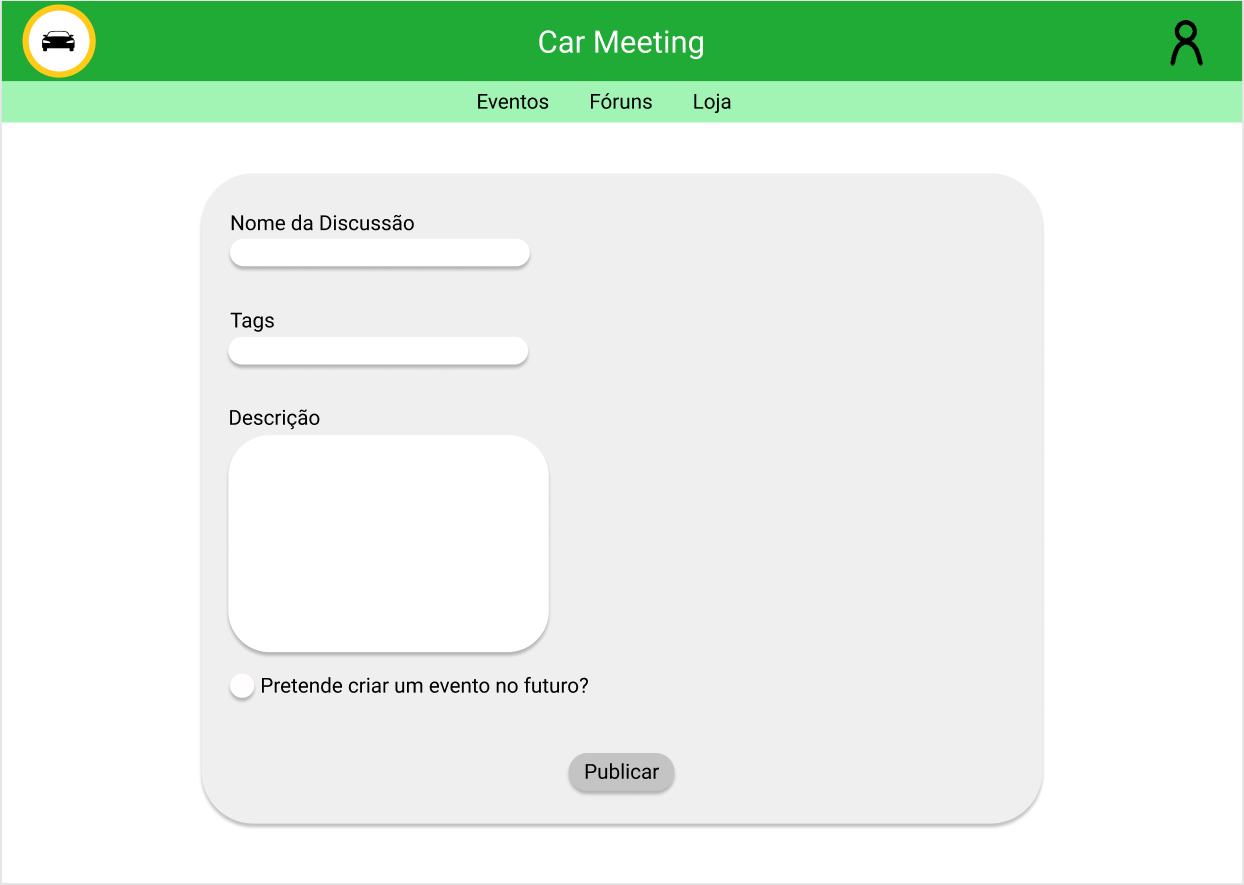 Car Meeting
Eventos Fóruns Loja
Nome da Discussão
Tags
Descrição
Pretende criar um evento no futuro?
Publicar